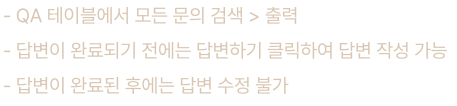 - QA 테이블에서 모든 문의 검색 > 출력
- 답변이 완료되기 전에는 답변하기 클릭하여 답변 작성 가능
- 답변이 완료된 후에는 답변 수정 불가